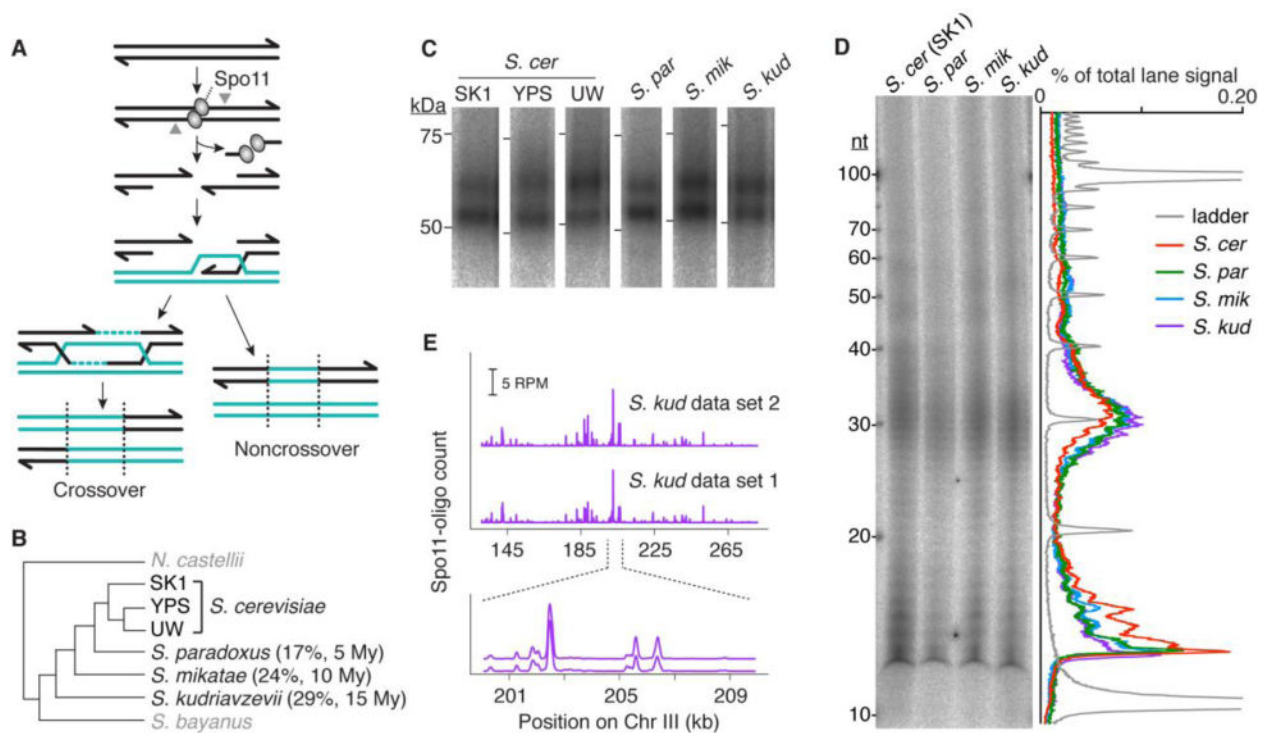 A
Spo11
Crossover
Noncrossover
B
N. castellii
SK1
YPS
UW
S. cerevisiae
S. paradoxus (17%, 5 My)
S. mikatae (24%, 10 My)
S. kudriavzevii (29%, 15 My)
S. bayanus
C
S. cer
SK1 YPS UW S. par S. mik S. kud
kDa
75
50
E
5 RPM
S. kud data set 2
S. kud data set 1
Spo11-oligo count
145 185 225 265
201 205 209
Position on Chr III (kb)
D
S. cer (SK1)
S. par
S. mik
S. kud
% of total lane signal
0 0.20
nt
100
70
60
50
40
30
20
10
ladder
S. cer
S. par
S. mik
S. kud